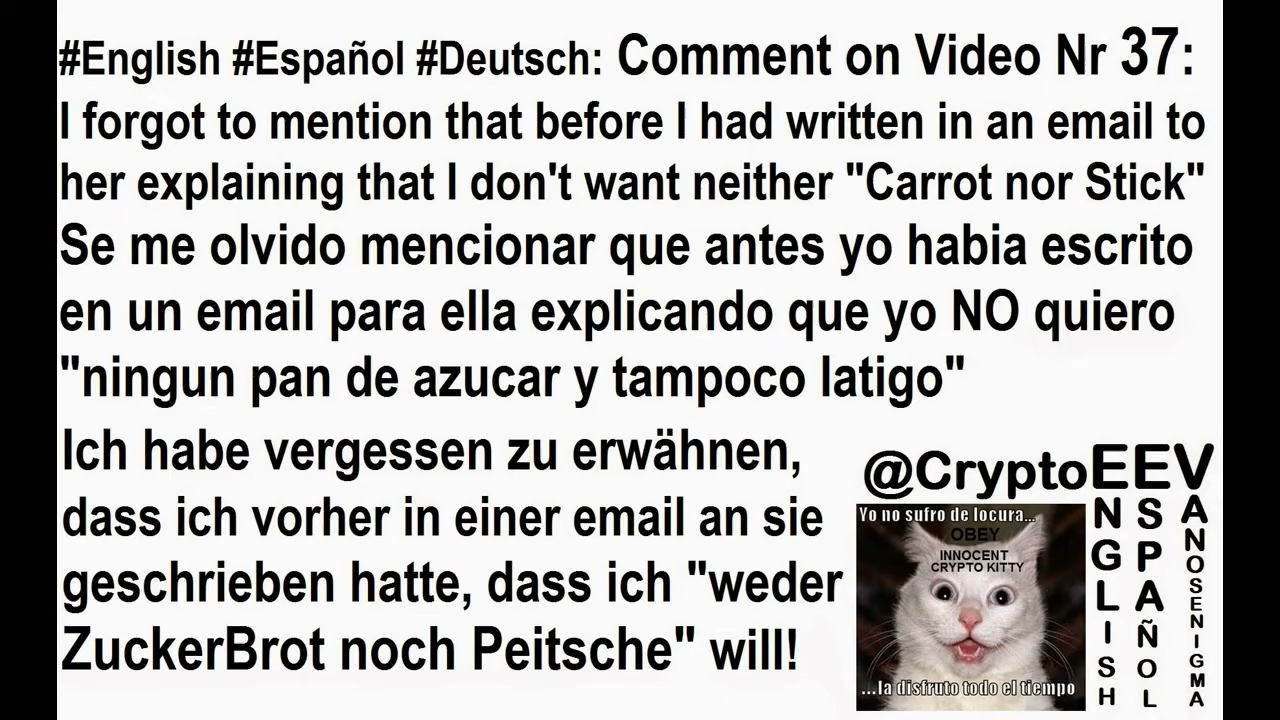 #English #Español #Deutsch: Comment on Video Nr 37:
I forgot to mention that before I had written in an email to
her explaining that I don't want neither "Carrot nor Stick"
Se me olvido mencionar que antes yo habia escrito
en un email para ella explicando que yo NO quiero
"ningun pan de azucar y tampoco latigo"
Ich habe vergessen zu erwähnen,
dass ich vorher in einer email an sie
geschrieben hatte, dass ich "weder
ZuckerBrot noch Peitsche" will!
@CryptoEEV
ENGLISH
ESPAÑOL
VANOSENIGMA
Yo no sufro de locura...
OBEY
INNOCENT
CRYPTO KITTY
...la disfruto todo el tiempo